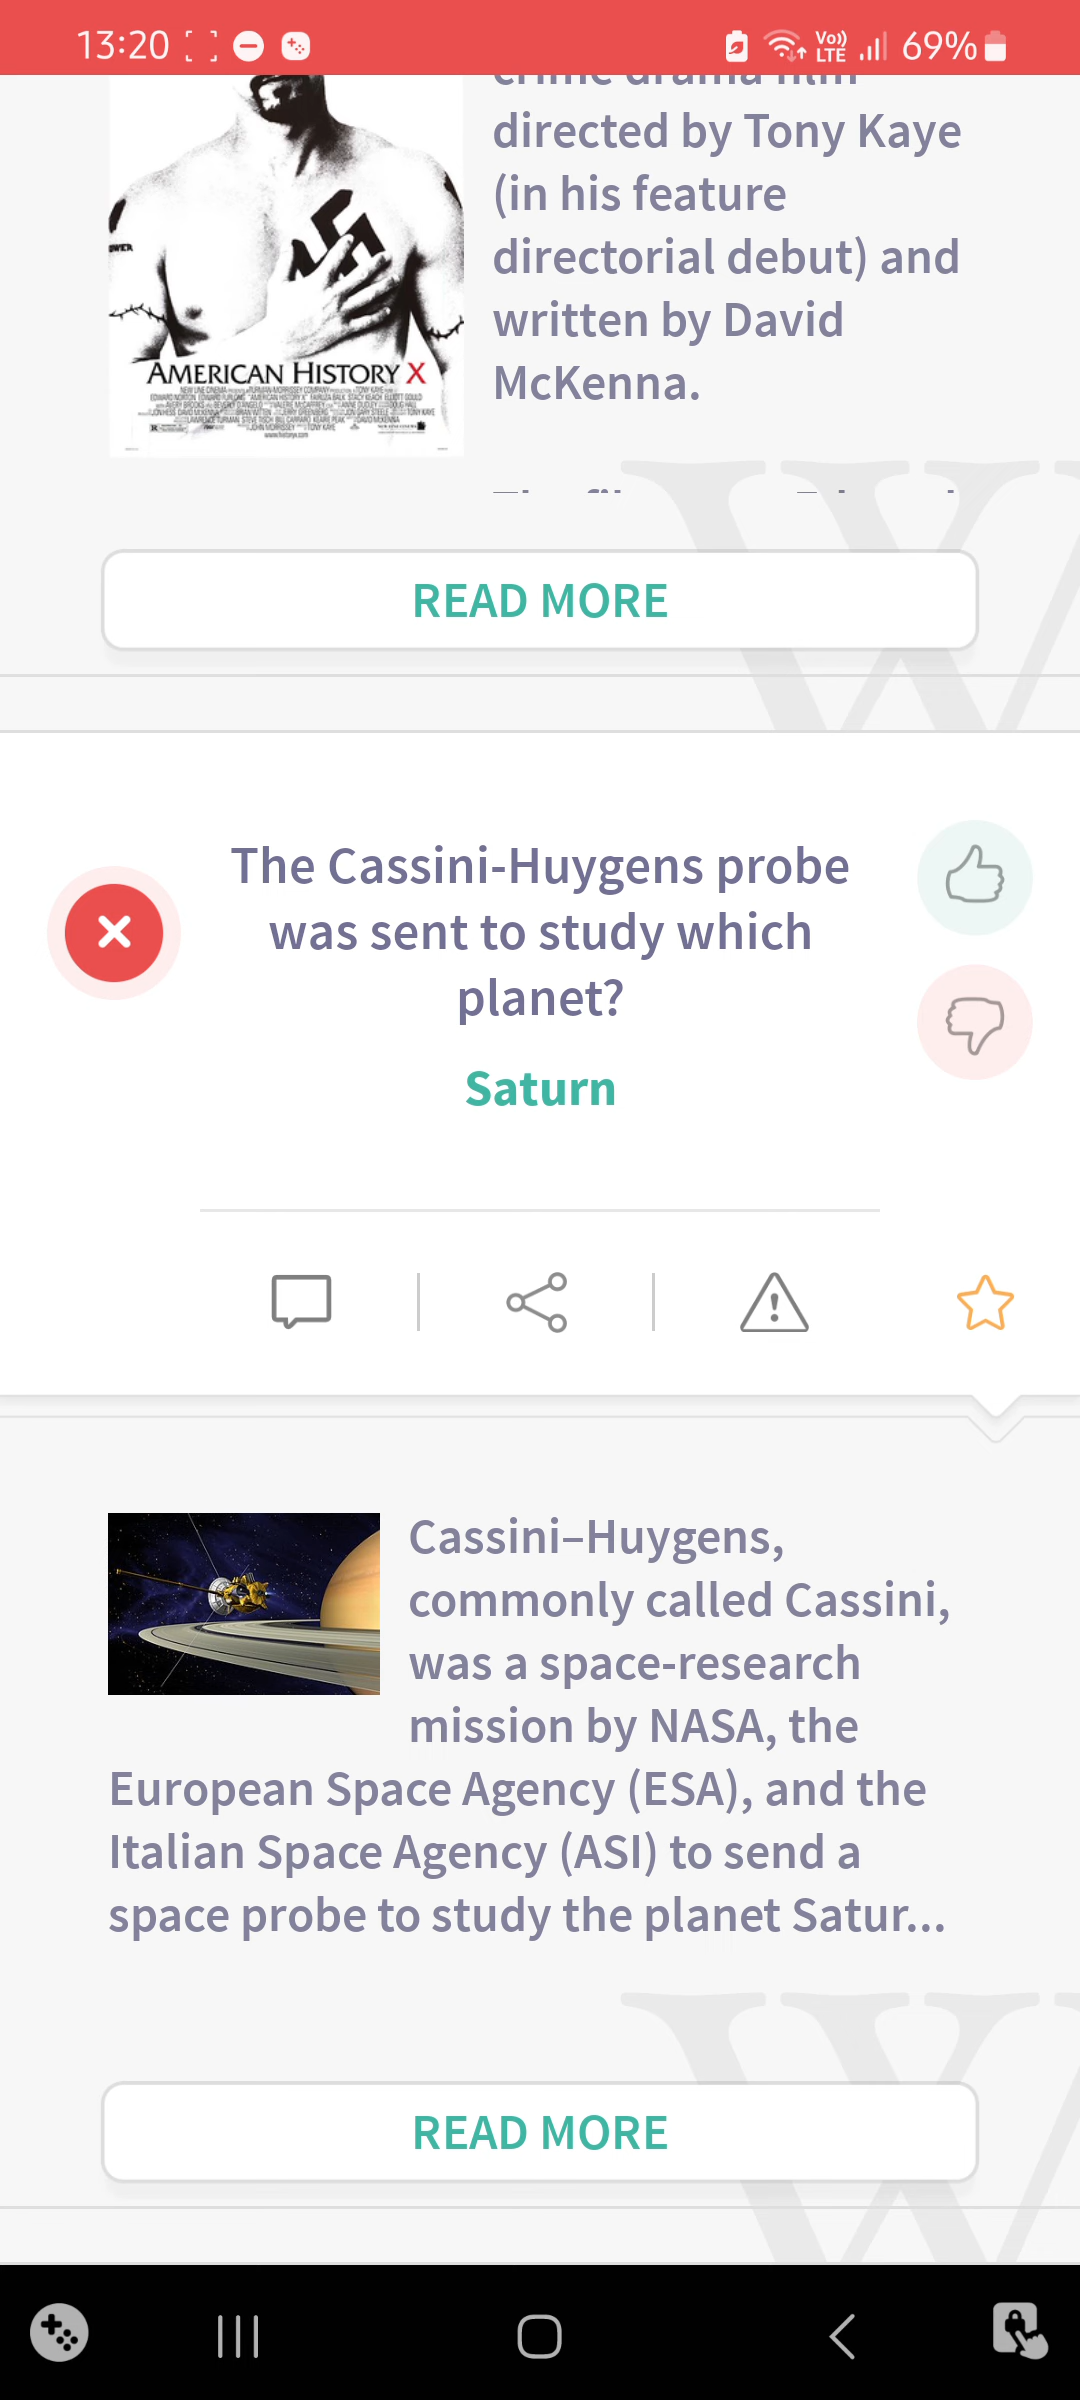 13:20
Vo))
LTE
69%
directed by Tony Kaye
(in his feature
directorial debut) and
written by David
McKenna.
AMERICAN HISTORY X
READ MORE
The Cassini-Huygens probe
was sent to study which
planet?
Saturn
Cassini–Huygens,
commonly called Cassini,
was a space-research
mission by NASA, the
European Space Agency (ESA), and the
Italian Space Agency (ASI) to send a
space probe to study the planet Satur...
READ MORE